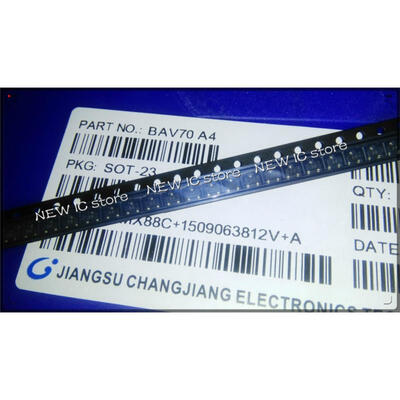 PART NO.: BAV70 A4
NEW IC store
PKG: SOT-23
NEW IC store
NEW IC store
QTY:
X88C+1509063812V+A
DATE
JIANGSU CHANGJIANG ELECTRONICS